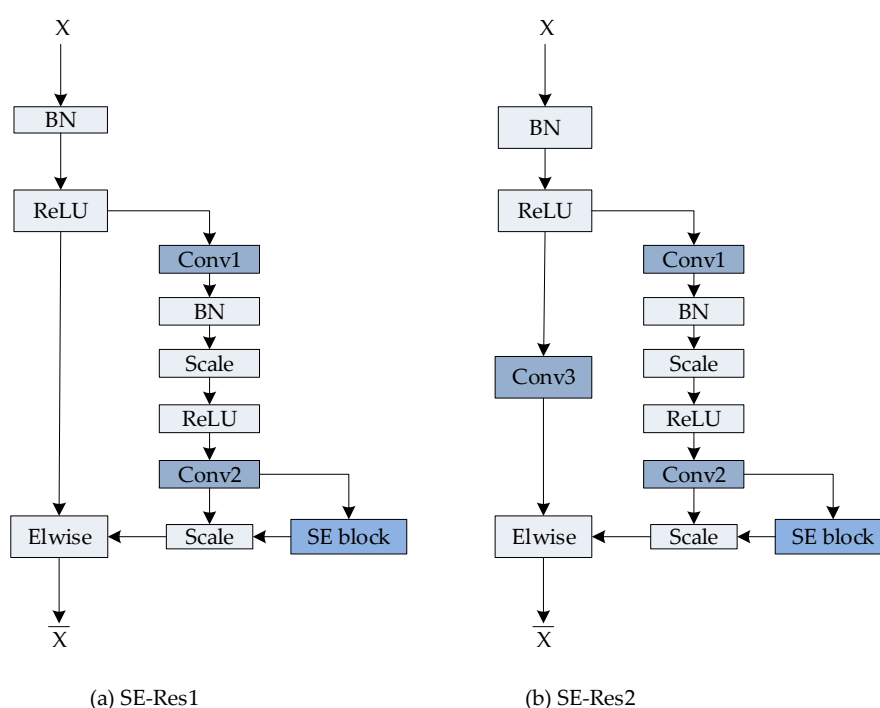 X
BN
ReLU
Conv1
BN
Scale
ReLU
Conv2
Elwise
Scale
SE block
X̅
(a) SE-Res1
X
BN
ReLU
Conv1
BN
Scale
Conv3
ReLU
Conv2
Elwise
Scale
SE block
X̅
(b) SE-Res2